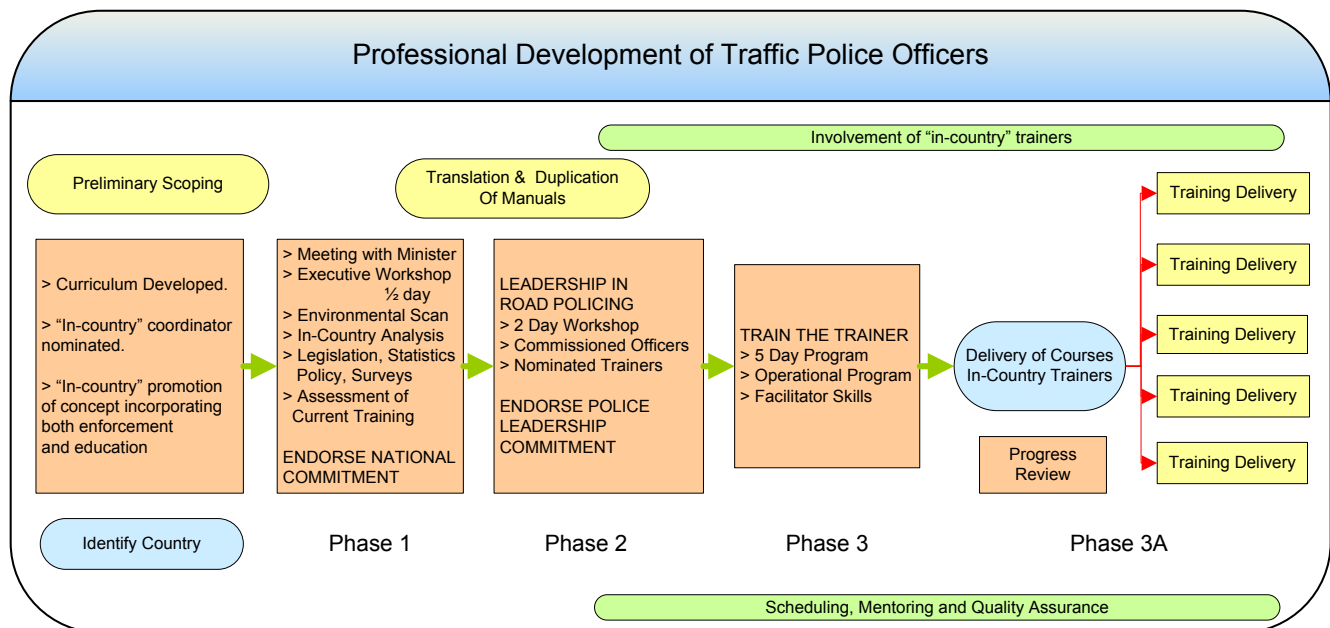 Professional Development of Traffic Police Officers
Involvement of “in-country” trainers
Preliminary Scoping
Translation & Duplication
Of Manuals
> Curriculum Developed.
> “In-country” coordinator
nominated.
> “In-country” promotion
of concept incorporating
both enforcement
and education
> Meeting with Minister
> Executive Workshop
½ day
> Environmental Scan
> In-Country Analysis
> Legislation, Statistics
Policy, Surveys
> Assessment of
Current Training
ENDORSE NATIONAL
COMMITMENT
LEADERSHIP IN
ROAD POLICING
> 2 Day Workshop
> Commissioned Officers
> Nominated Trainers
ENDORSE POLICE
LEADERSHIP
COMMITMENT
TRAIN THE TRAINER
> 5 Day Program
> Operational Program
> Facilitator Skills
Delivery of Courses
In-Country Trainers
Progress
Review
Training Delivery
Training Delivery
Training Delivery
Training Delivery
Training Delivery
Identify Country
Phase 1
Phase 2
Phase 3
Phase 3A
Scheduling, Mentoring and Quality Assurance